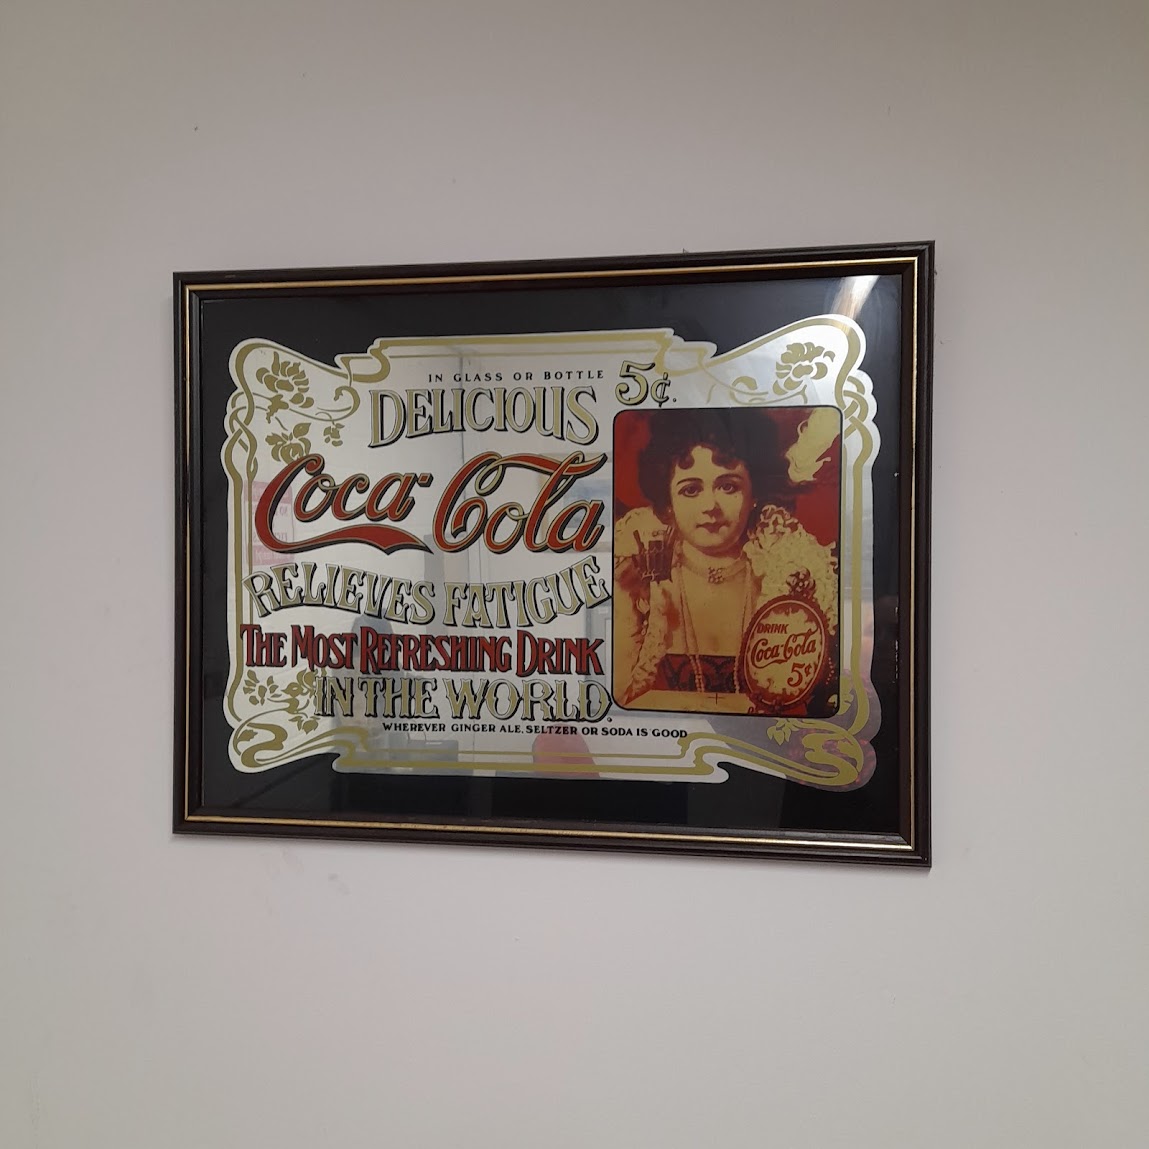 IN GLASS OR BOTTLE 5¢.
DELICIOUS
Coca-Cola
RELIEVES FATIGUE
THE MOST REFRESHING DRINK
IN THE WORLD.
WHEREVER GINGER ALE, SELTZER OR SODA IS GOOD
DRINK
Coca-Cola
5¢